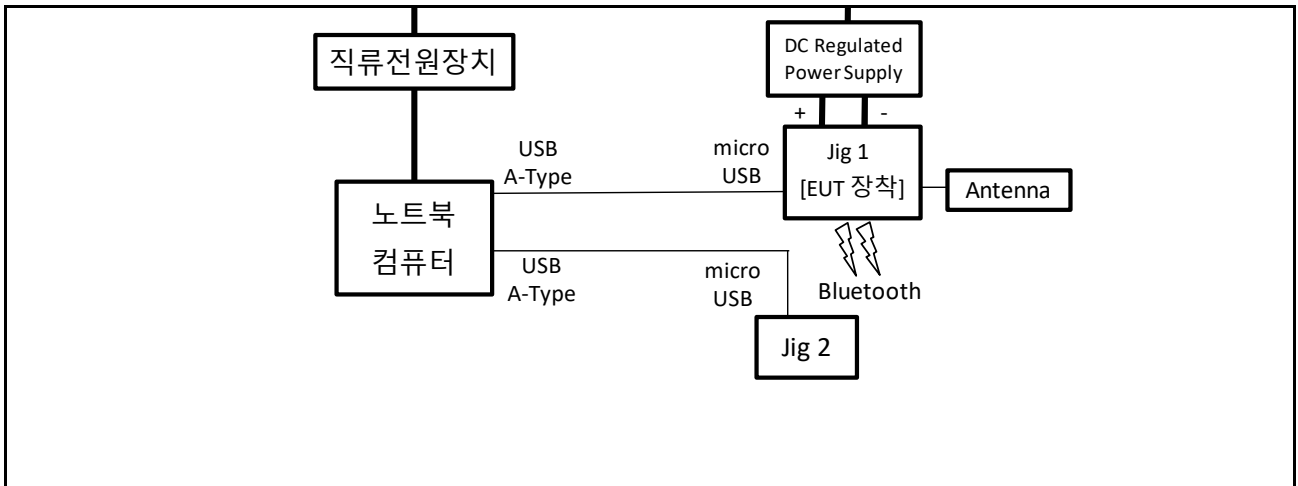 직류전원장치
DC Regulated
Power Supply
+ -
USB
A-Type
micro
USB
Jig 1
[EUT 장착]
Antenna
노트북
컴퓨터
USB
A-Type
micro
USB
Bluetooth
Jig 2